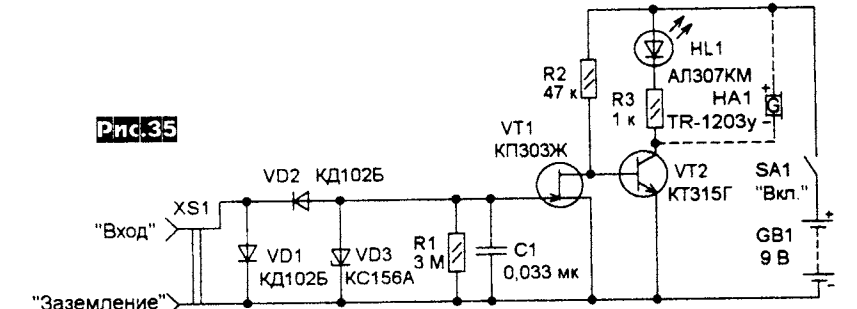 HL1
АЛ307КМ
R2
47 к
R3
1 к
HA1
TR-1203у
+
G
-
Рис.35
VT1
КП303Ж
VT2
КТ315Г
SA1
"Вкл."
VD2 КД102Б
XS1
"Вход"
VD1
КД102Б
VD3
КС156А
R1
3 М
C1
0,033 мк
+
GB1
9 В
-
"Заземление"